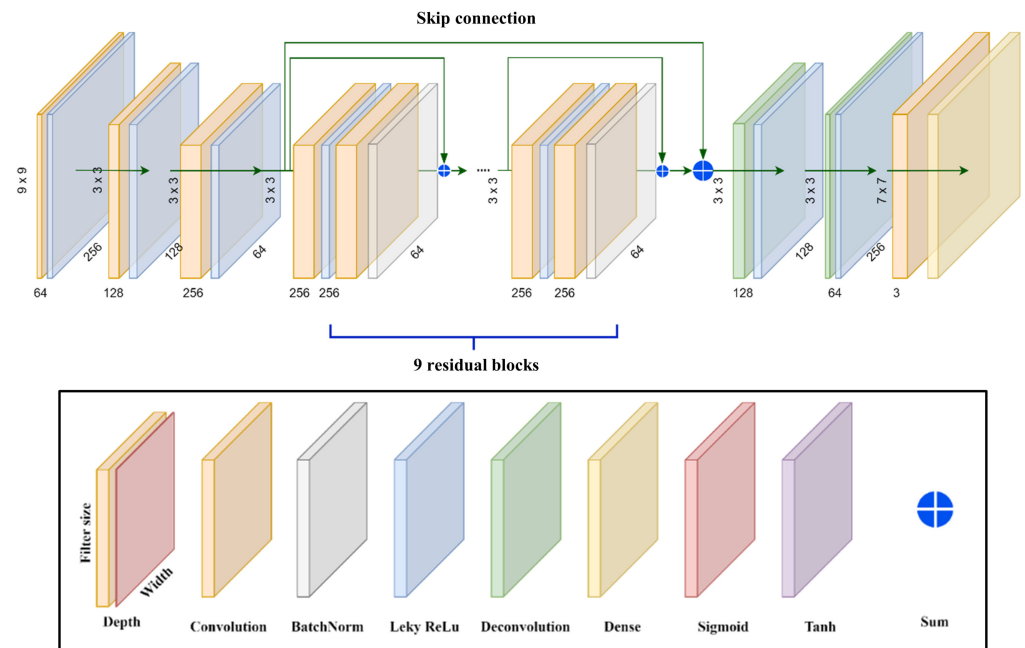 Skip connection
9 x 9
3 x 3
3 x 3
3 x 3
3 x 3
3 x 3
3 x 3
7 x 7
256
128
64
64
64
128
256
64
128
256
256 256
256
256
128
64
3
9 residual blocks
Filter size
Width
Depth
Convolution
BatchNorm
Leky ReLu
Deconvolution
Dense
Sigmoid
Tanh
Sum
....